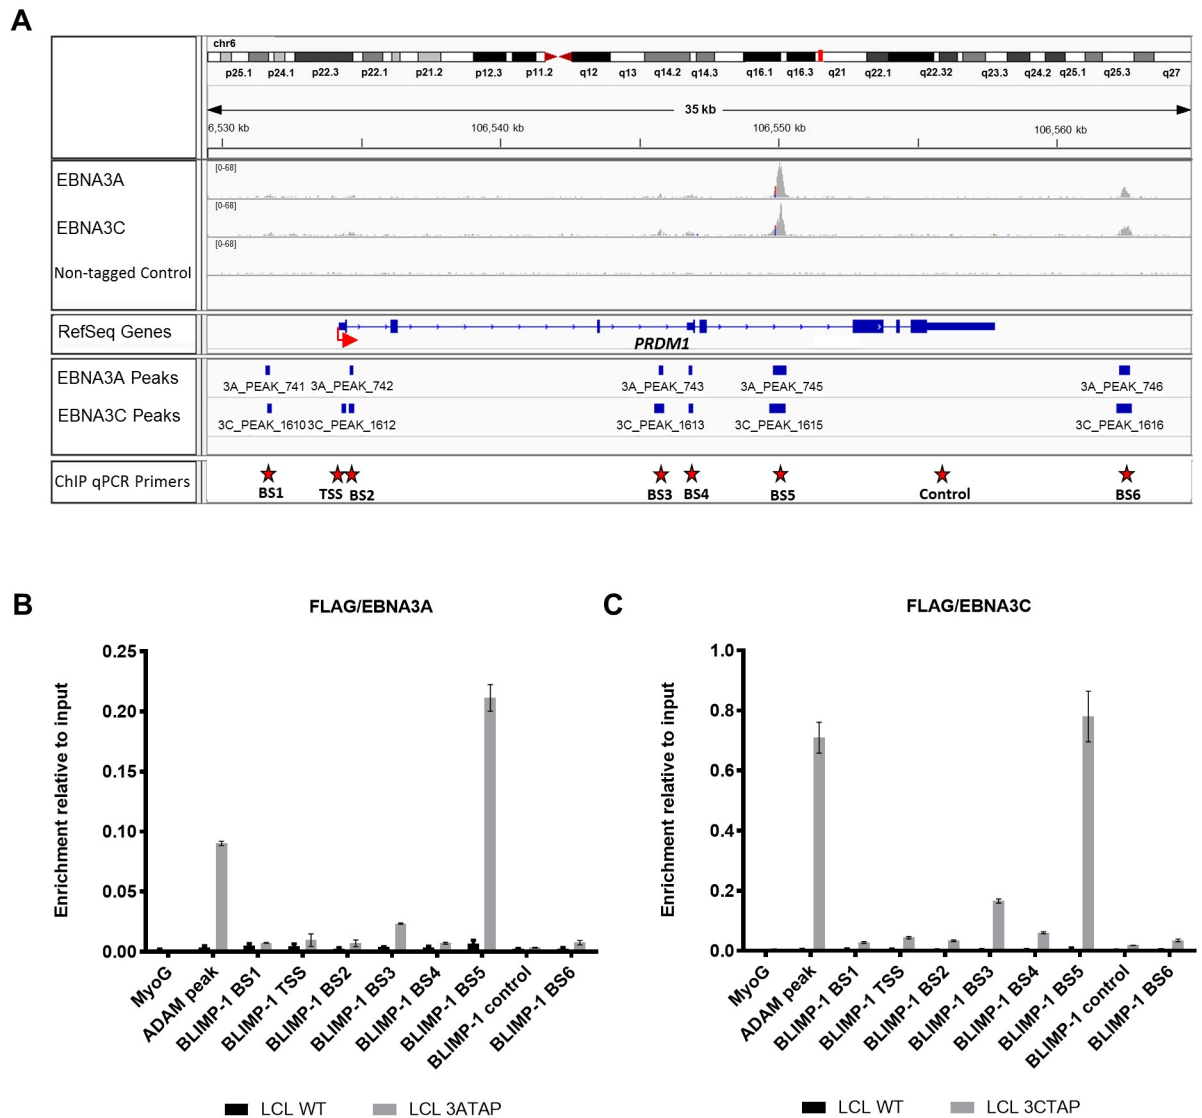 A
chr6
p25.1 p24.1 p22.3 p22.1 p21.2 p12.3 p11.2 q12 q13 q14.2 q14.3 q16.1 q16.3 q21 q22.1 q22.32 q23.3 q24.2 q25.1 q25.3 q27
35 kb
6,530 kb 106,540 kb 106,550 kb 106,560 kb
EBNA3A [0-68]
EBNA3C [0-68]
Non-tagged Control [0-68]
RefSeq Genes PRDM1
EBNA3A Peaks 3A_PEAK_741 3A_PEAK_742 3A_PEAK_743 3A_PEAK_745 3A_PEAK_746
EBNA3C Peaks 3C_PEAK_1610 3C_PEAK_1612 3C_PEAK_1613 3C_PEAK_1615 3C_PEAK_1616
ChIP qPCR Primers BS1 TSS BS2 BS3 BS4 BS5 Control BS6
B
FLAG/EBNA3A
Enrichment relative to input
0.25
0.20
0.15
0.10
0.05
0.00
MyoG
ADAM peak
BLIMP-1 BS1
BLIMP-1 TSS
BLIMP-1 BS2
BLIMP-1 BS3
BLIMP-1 BS4
BLIMP-1 BS5
BLIMP-1 control
BLIMP-1 BS6
LCL WT LCL 3ATAP
C
FLAG/EBNA3C
Enrichment relative to input
1.0
0.8
0.6
0.4
0.2
0.0
MyoG
ADAM peak
BLIMP-1 BS1
BLIMP-1 TSS
BLIMP-1 BS2
BLIMP-1 BS3
BLIMP-1 BS4
BLIMP-1 BS5
BLIMP-1 control
BLIMP-1 BS6
LCL WT LCL 3CTAP